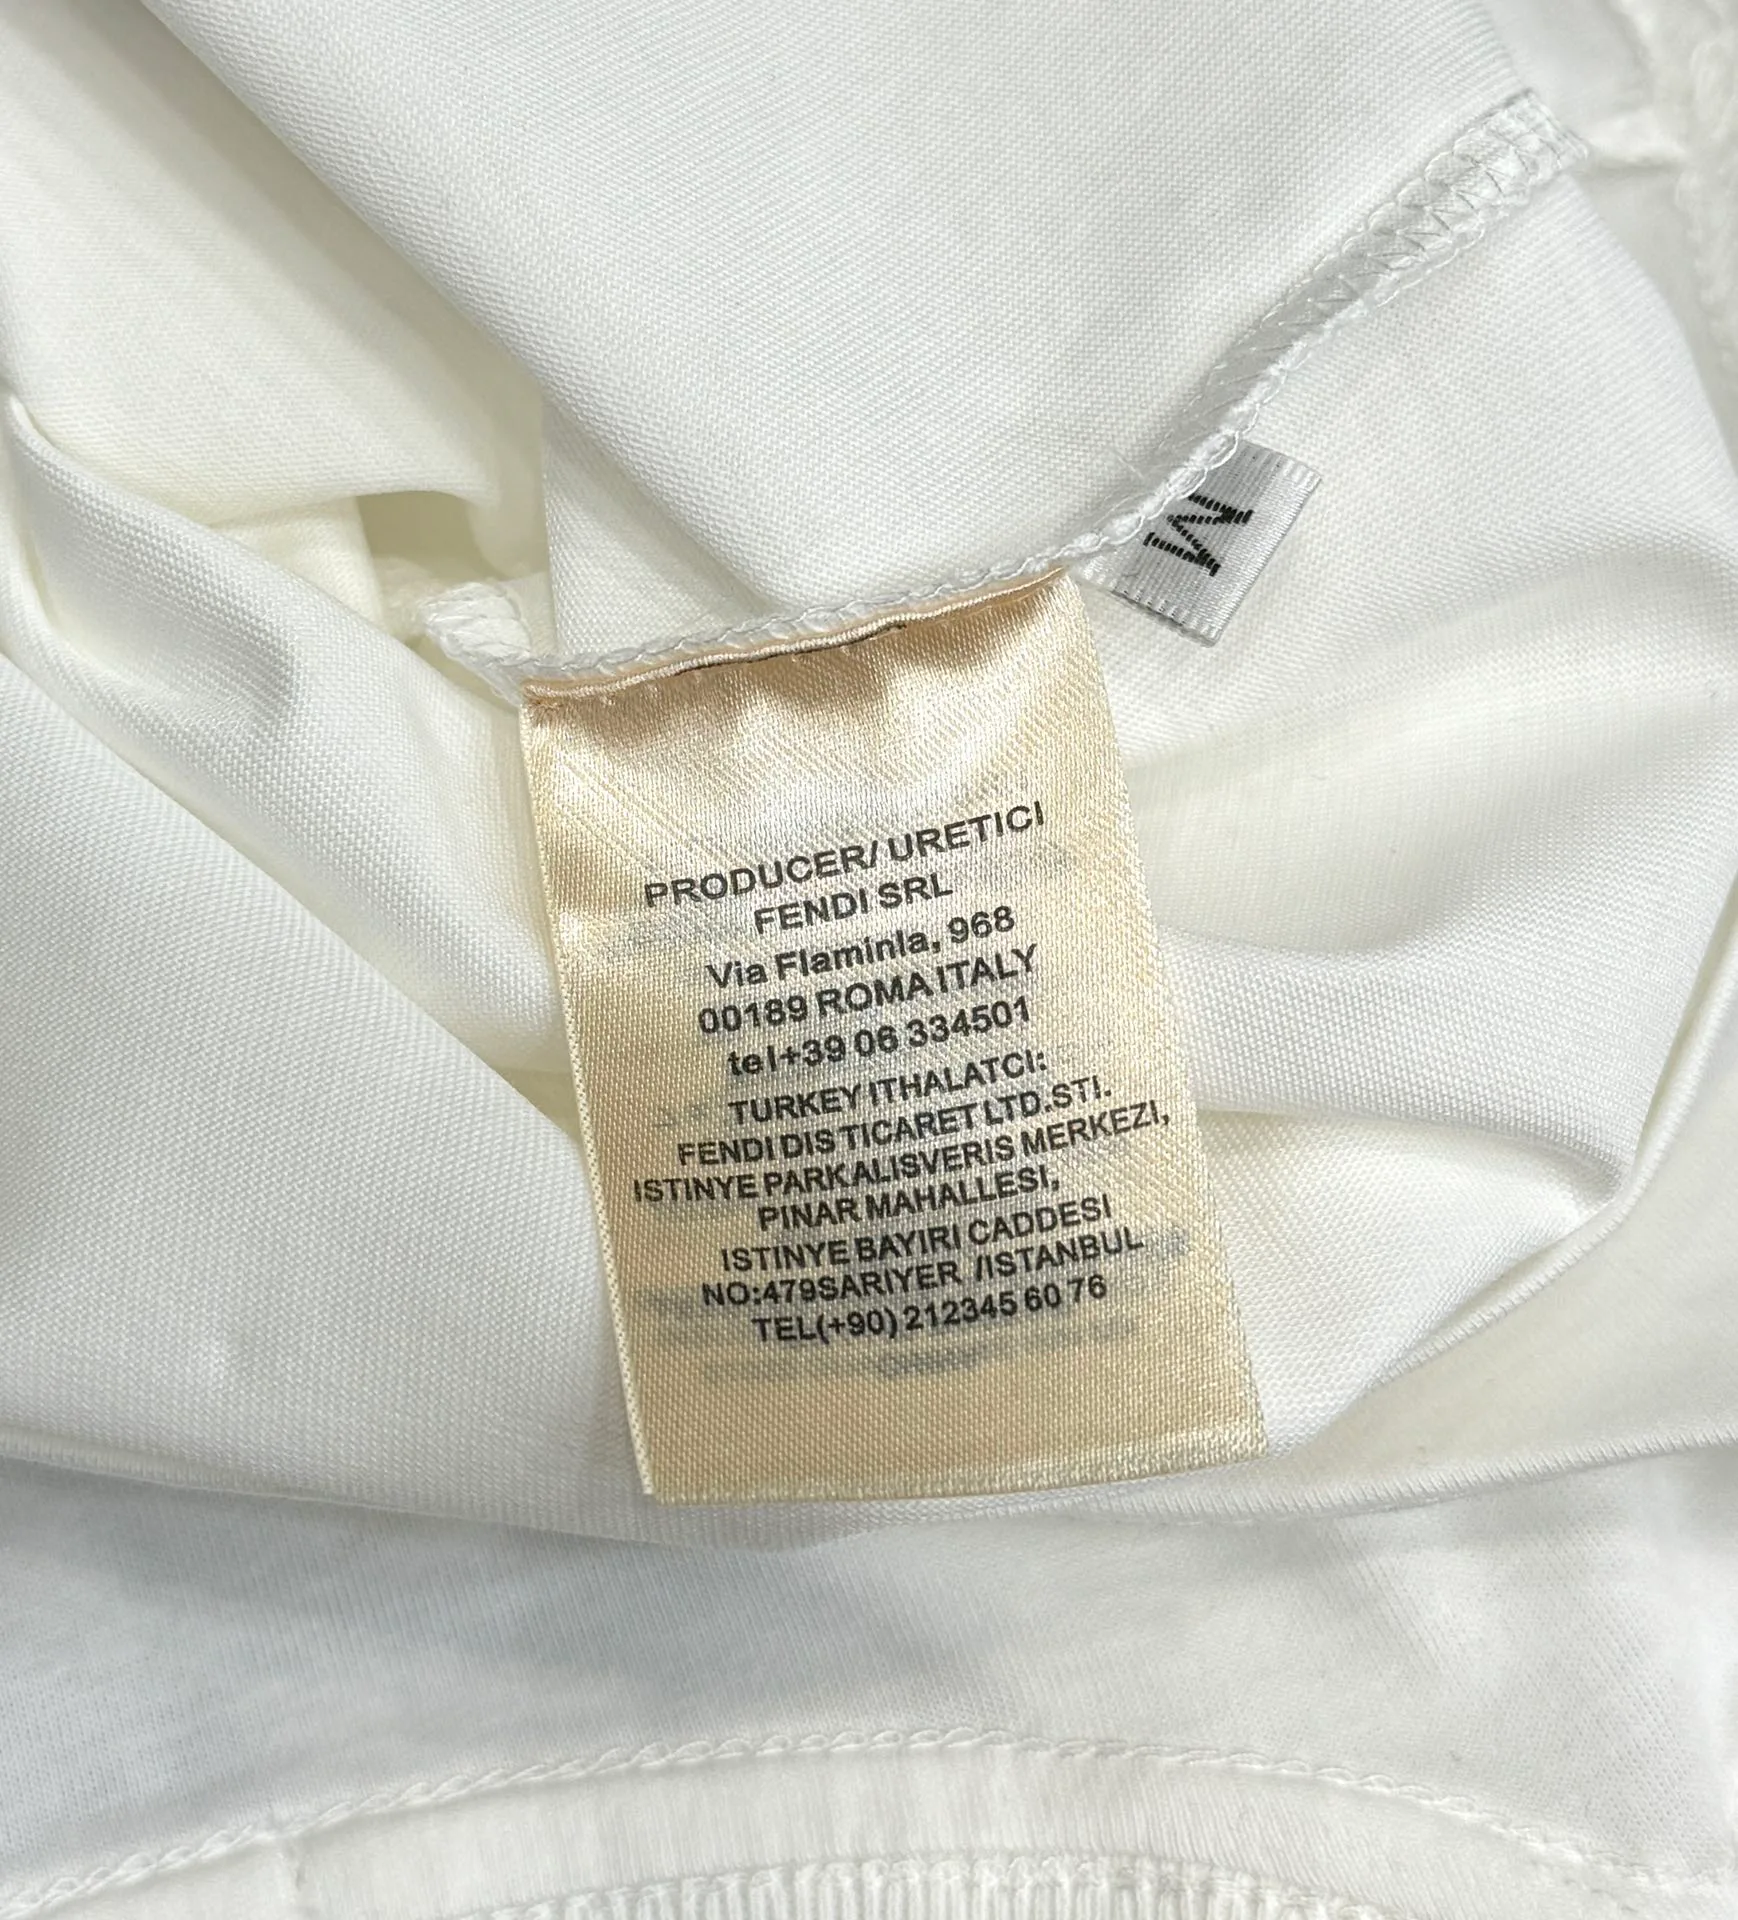 M
PRODUCER/ URETICI
FENDI SRL
Via Flaminla, 968
00189 ROMA ITALY
tel+39 06 334501
TURKEY ITHALATCI:
FENDI DIS TICARET LTD.STI.
ISTINYE PARKALISVERIS MERKEZI,
PINAR MAHALLESI,
ISTINYE BAYIRI CADDESI
NO:479SARIYER /ISTANBUL
TEL(+90) 212345 60 76